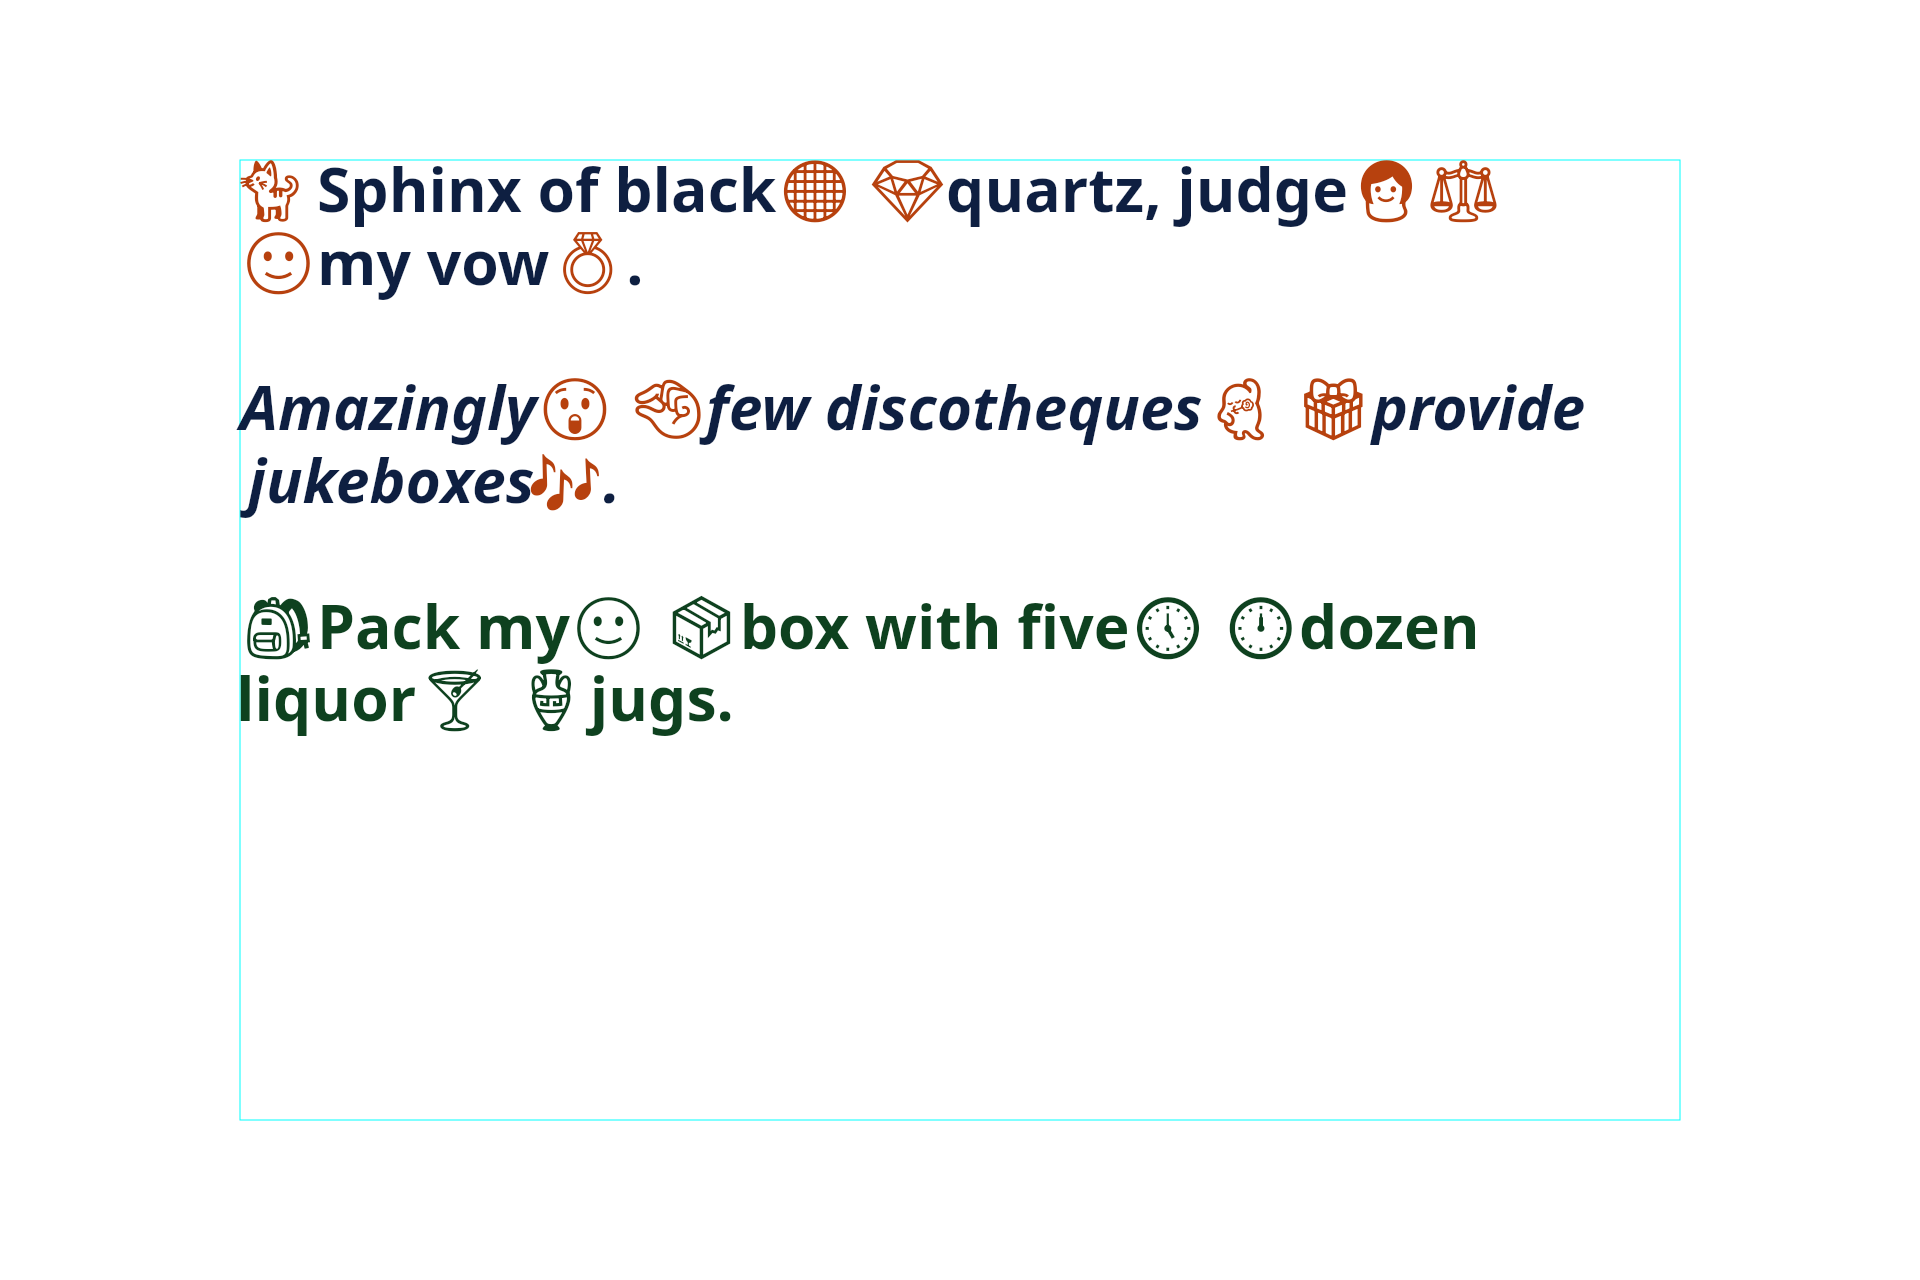 🐈 Sphinx of black🌐 💎quartz, judge👩 ⚖
🙂my vow💍.
Amazingly😲 🤏few discotheques 🎁provide
jukeboxes🎶.
🎒Pack my🙂 📦box with five🕔 🕛dozen
liquor🍸 🏺jugs.